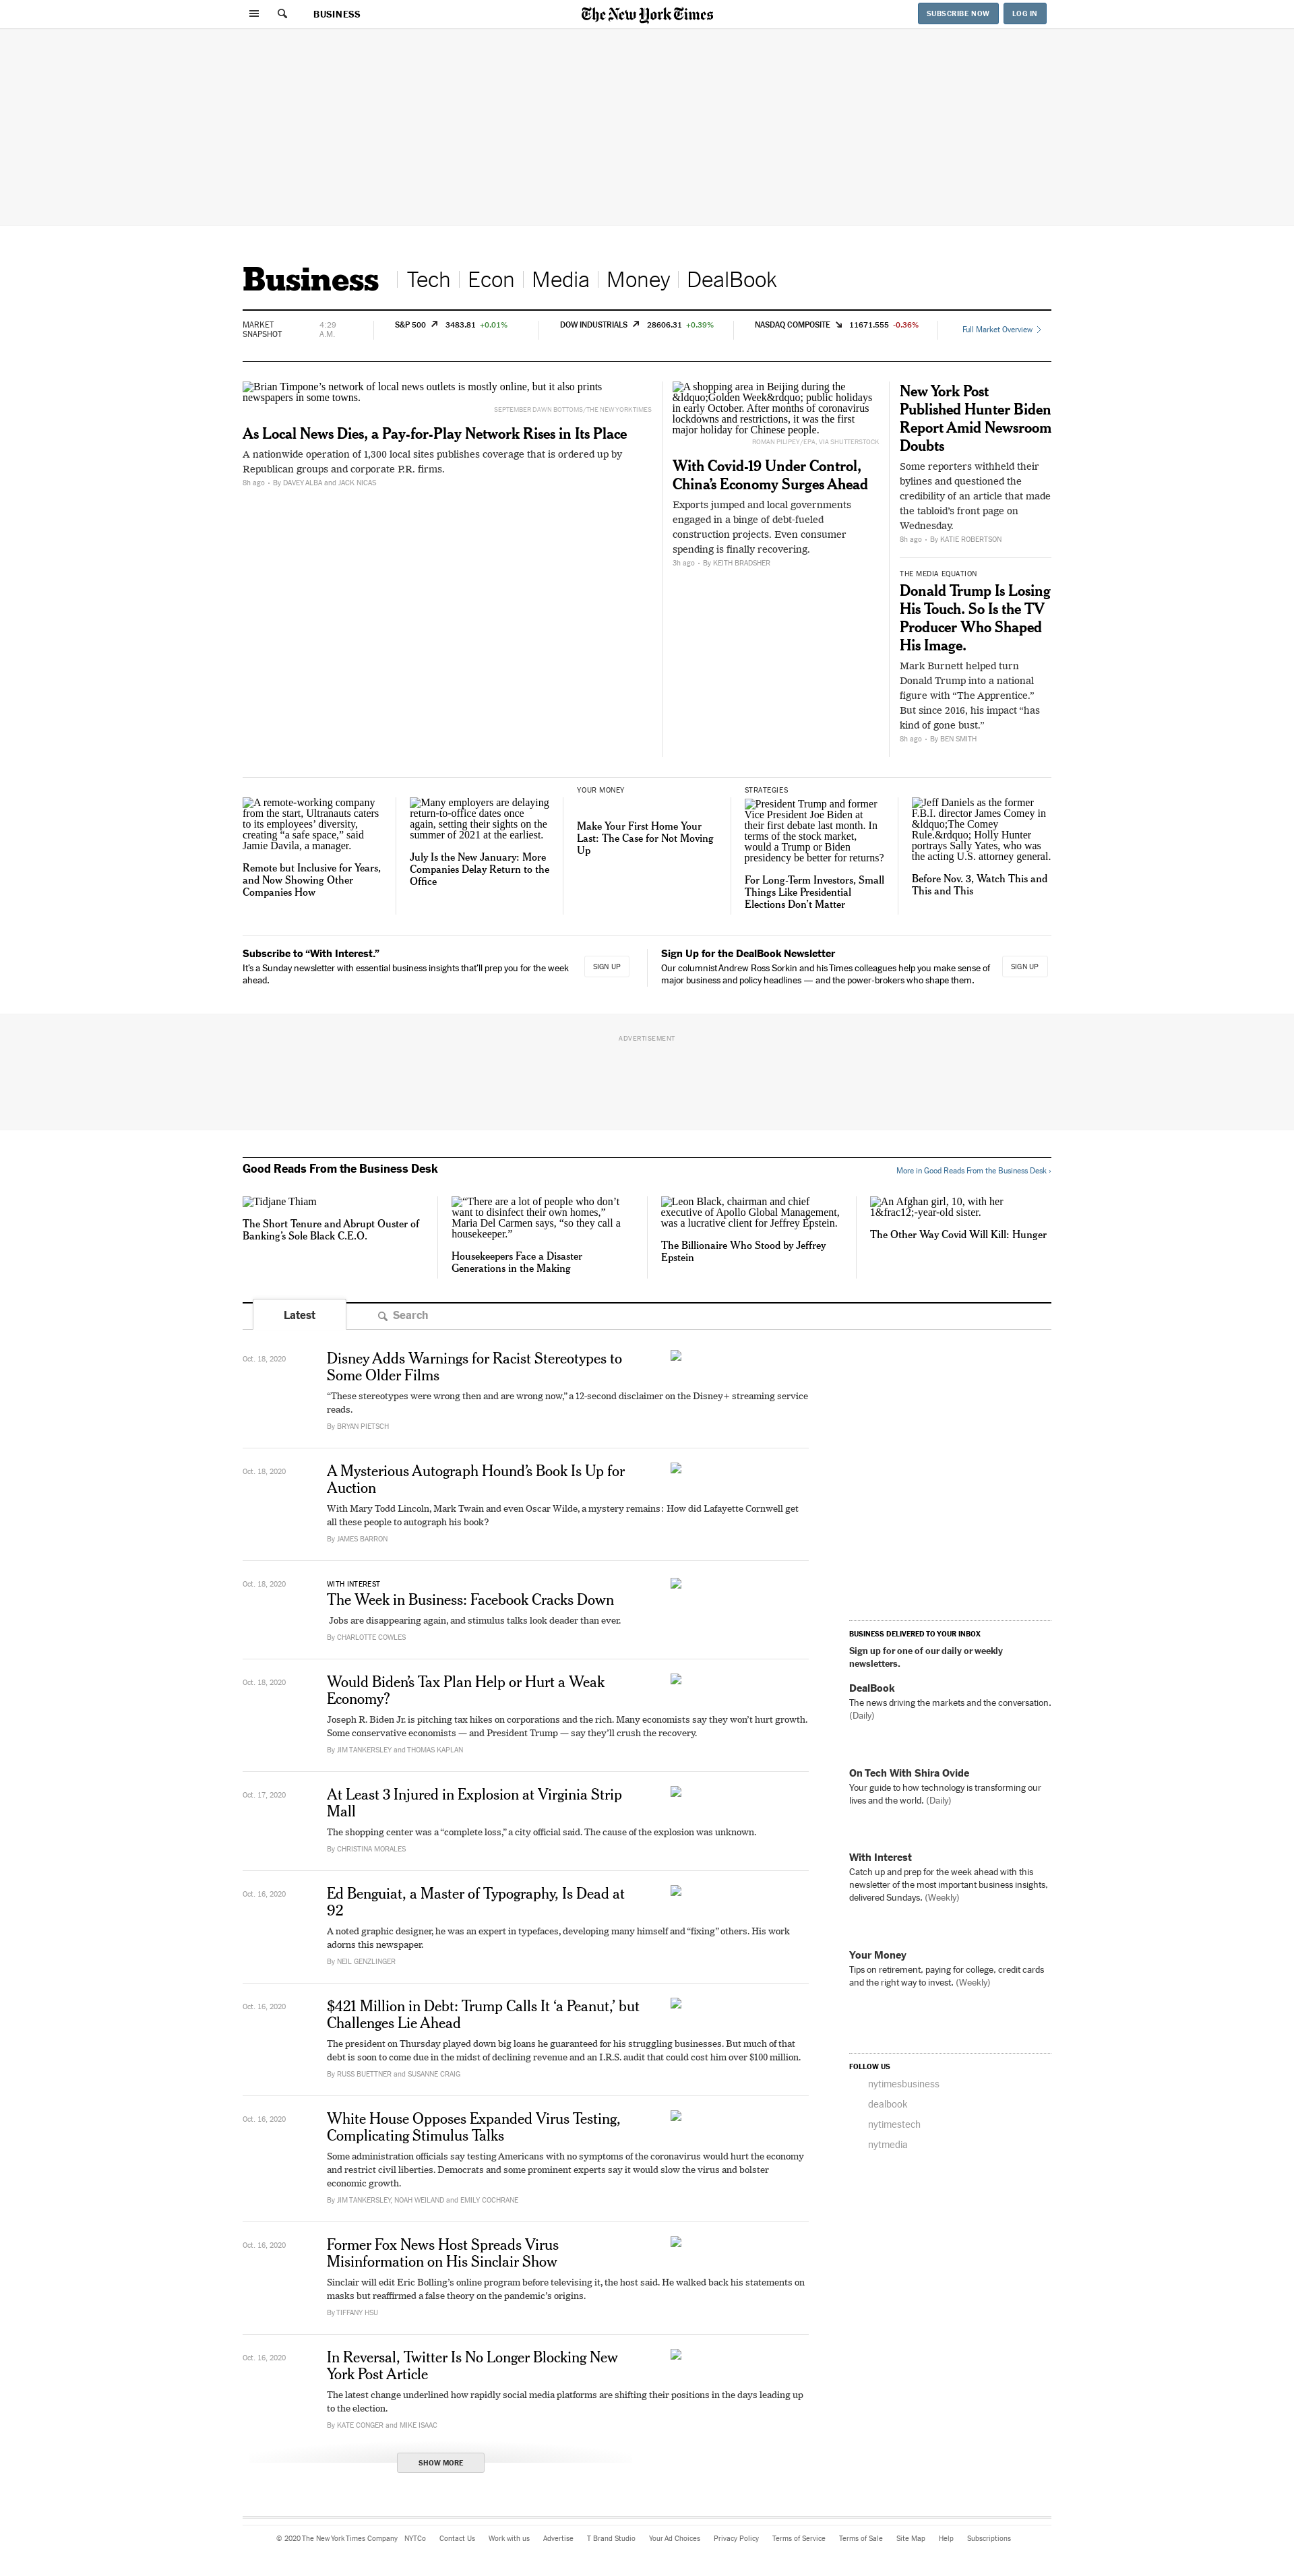 BUSINESS
The New York Times
SUBSCRIBE NOW
LOG IN
Business
Tech
Econ
Media
Money
DealBook
MARKET
SNAPSHOT
4:29
A.M.
S&P 500 3483.81 +0.01%
DOW INDUSTRIALS 28606.31 +0.39%
NASDAQ COMPOSITE 11671.555 -0.36%
Full Market Overview
Brian Timpone’s network of local news outlets is mostly online, but it also prints
newspapers in some towns.
SEPTEMBER DAWN BOTTOMS/THE NEW YORK TIMES
As Local News Dies, a Pay-for-Play Network Rises in Its Place
A nationwide operation of 1,300 local sites publishes coverage that is ordered up by
Republican groups and corporate P.R. firms.
8h ago - By DAVEY ALBA and JACK NICAS
A shopping area in Beijing during the
&ldquo;Golden Week&rdquo; public holidays
in early October. After months of coronavirus
lockdowns and restrictions, it was the first
major holiday for Chinese people.
ROMAN PILIPEY/EPA, VIA SHUTTERSTOCK
With Covid-19 Under Control,
China’s Economy Surges Ahead
Exports jumped and local governments
engaged in a binge of debt-fueled
construction projects. Even consumer
spending is finally recovering.
3h ago - By KEITH BRADSHER
New York Post
Published Hunter Biden
Report Amid Newsroom
Doubts
Some reporters withheld their
bylines and questioned the
credibility of an article that made
the tabloid’s front page on
Wednesday.
8h ago - By KATIE ROBERTSON
THE MEDIA EQUATION
Donald Trump Is Losing
His Touch. So Is the TV
Producer Who Shaped
His Image.
Mark Burnett helped turn
Donald Trump into a national
figure with “The Apprentice.”
But since 2016, his impact “has
kind of gone bust.”
8h ago - By BEN SMITH
A remote-working company
from the start, Ultranauts caters
to its employees’ diversity,
creating “a safe space,” said
Jamie Davila, a manager.
Remote but Inclusive for Years,
and Now Showing Other
Companies How
Many employers are delaying
return-to-office dates once
again, setting their sights on the
summer of 2021 at the earliest.
July Is the New January: More
Companies Delay Return to the
Office
YOUR MONEY
Make Your First Home Your
Last: The Case for Not Moving
Up
STRATEGIES
President Trump and former
Vice President Joe Biden at
their first debate last month. In
terms of the stock market,
would a Trump or Biden
presidency be better for returns?
For Long-Term Investors, Small
Things Like Presidential
Elections Don’t Matter
Jeff Daniels as the former
F.B.I. director James Comey in
&ldquo;The Comey
Rule.&rdquo; Holly Hunter
portrays Sally Yates, who was
the acting U.S. attorney general.
Before Nov. 3, Watch This and
This and This
Subscribe to “With Interest.”
It’s a Sunday newsletter with essential business insights that’ll prep you for the week
ahead.
SIGN UP
Sign Up for the DealBook Newsletter
Our columnist Andrew Ross Sorkin and his Times colleagues help you make sense of
major business and policy headlines — and the power-brokers who shape them.
SIGN UP
ADVERTISEMENT
Good Reads From the Business Desk
More in Good Reads From the Business Desk ›
Tidjane Thiam
The Short Tenure and Abrupt Ouster of
Banking’s Sole Black C.E.O.
“There are a lot of people who don’t
want to disinfect their own homes,”
Maria Del Carmen says, “so they call a
housekeeper.”
Housekeepers Face a Disaster
Generations in the Making
Leon Black, chairman and chief
executive of Apollo Global Management,
was a lucrative client for Jeffrey Epstein.
The Billionaire Who Stood by Jeffrey
Epstein
An Afghan girl, 10, with her
1&frac12;-year-old sister.
The Other Way Covid Will Kill: Hunger
Latest
Search
Oct. 18, 2020
Disney Adds Warnings for Racist Stereotypes to
Some Older Films
“These stereotypes were wrong then and are wrong now,” a 12-second disclaimer on the Disney+ streaming service
reads.
By BRYAN PIETSCH
Oct. 18, 2020
A Mysterious Autograph Hound’s Book Is Up for
Auction
With Mary Todd Lincoln, Mark Twain and even Oscar Wilde, a mystery remains: How did Lafayette Cornwell get
all these people to autograph his book?
By JAMES BARRON
Oct. 18, 2020
WITH INTEREST
The Week in Business: Facebook Cracks Down
Jobs are disappearing again, and stimulus talks look deader than ever.
By CHARLOTTE COWLES
Oct. 18, 2020
Would Biden’s Tax Plan Help or Hurt a Weak
Economy?
Joseph R. Biden Jr. is pitching tax hikes on corporations and the rich. Many economists say they won’t hurt growth.
Some conservative economists — and President Trump — say they’ll crush the recovery.
By JIM TANKERSLEY and THOMAS KAPLAN
Oct. 17, 2020
At Least 3 Injured in Explosion at Virginia Strip
Mall
The shopping center was a “complete loss,” a city official said. The cause of the explosion was unknown.
By CHRISTINA MORALES
Oct. 16, 2020
Ed Benguiat, a Master of Typography, Is Dead at
92
A noted graphic designer, he was an expert in typefaces, developing many himself and “fixing” others. His work
adorns this newspaper.
By NEIL GENZLINGER
Oct. 16, 2020
$421 Million in Debt: Trump Calls It ‘a Peanut,’ but
Challenges Lie Ahead
The president on Thursday played down big loans he guaranteed for his struggling businesses. But much of that
debt is soon to come due in the midst of declining revenue and an I.R.S. audit that could cost him over $100 million.
By RUSS BUETTNER and SUSANNE CRAIG
Oct. 16, 2020
White House Opposes Expanded Virus Testing,
Complicating Stimulus Talks
Some administration officials say testing Americans with no symptoms of the coronavirus would hurt the economy
and restrict civil liberties. Democrats and some prominent experts say it would slow the virus and bolster
economic growth.
By JIM TANKERSLEY, NOAH WEILAND and EMILY COCHRANE
Oct. 16, 2020
Former Fox News Host Spreads Virus
Misinformation on His Sinclair Show
Sinclair will edit Eric Bolling’s online program before televising it, the host said. He walked back his statements on
masks but reaffirmed a false theory on the pandemic’s origins.
By TIFFANY HSU
Oct. 16, 2020
In Reversal, Twitter Is No Longer Blocking New
York Post Article
The latest change underlined how rapidly social media platforms are shifting their positions in the days leading up
to the election.
By KATE CONGER and MIKE ISAAC
SHOW MORE
BUSINESS DELIVERED TO YOUR INBOX
Sign up for one of our daily or weekly
newsletters.
DealBook
The news driving the markets and the conversation.
(Daily)
On Tech With Shira Ovide
Your guide to how technology is transforming our
lives and the world. (Daily)
With Interest
Catch up and prep for the week ahead with this
newsletter of the most important business insights,
delivered Sundays. (Weekly)
Your Money
Tips on retirement, paying for college, credit cards
and the right way to invest. (Weekly)
FOLLOW US
nytimesbusiness
dealbook
nytimestech
nytmedia
© 2020 The New York Times Company NYTCo Contact Us Work with us Advertise T Brand Studio Your Ad Choices Privacy Policy Terms of Service Terms of Sale Site Map Help Subscriptions